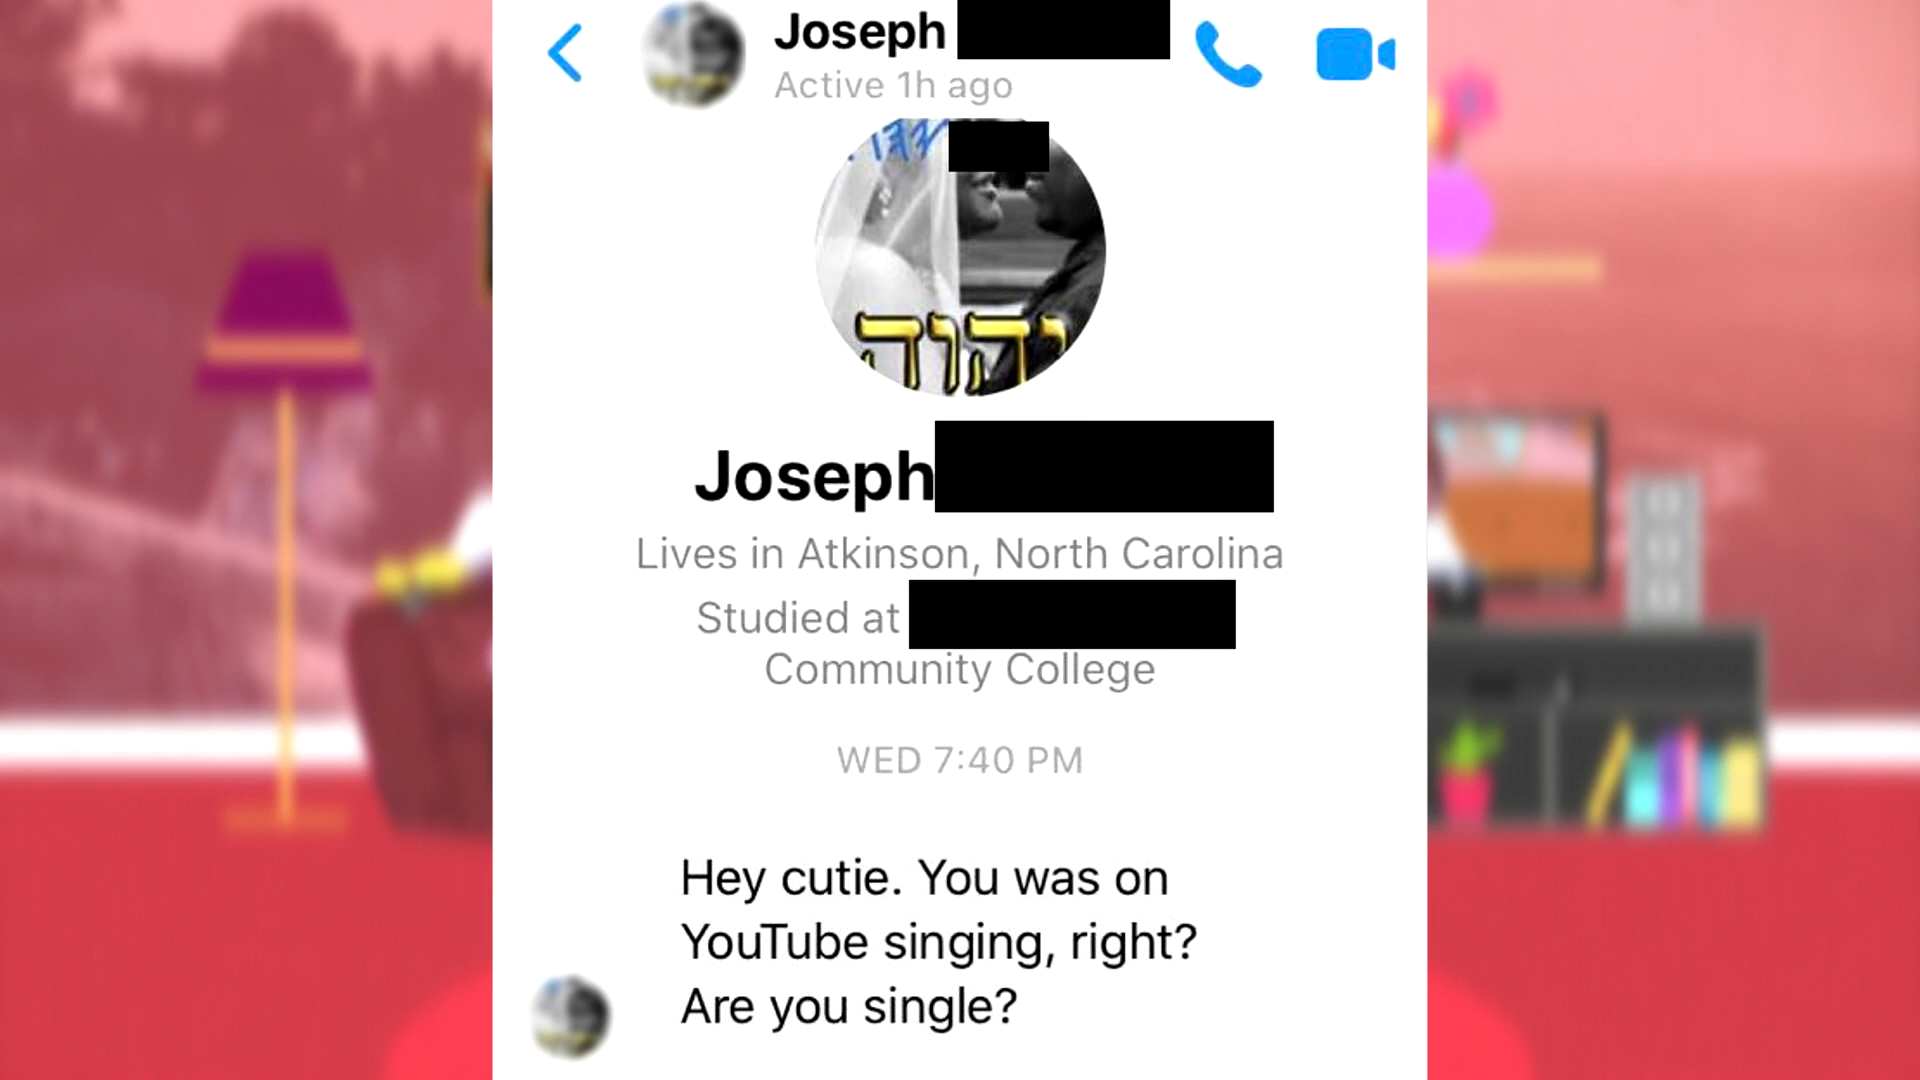 Joseph
Active 1h ago
יהוה
Joseph
Lives in Atkinson, North Carolina
Studied at
Community College
WED 7:40 PM
Hey cutie. You was on
YouTube singing, right?
Are you single?